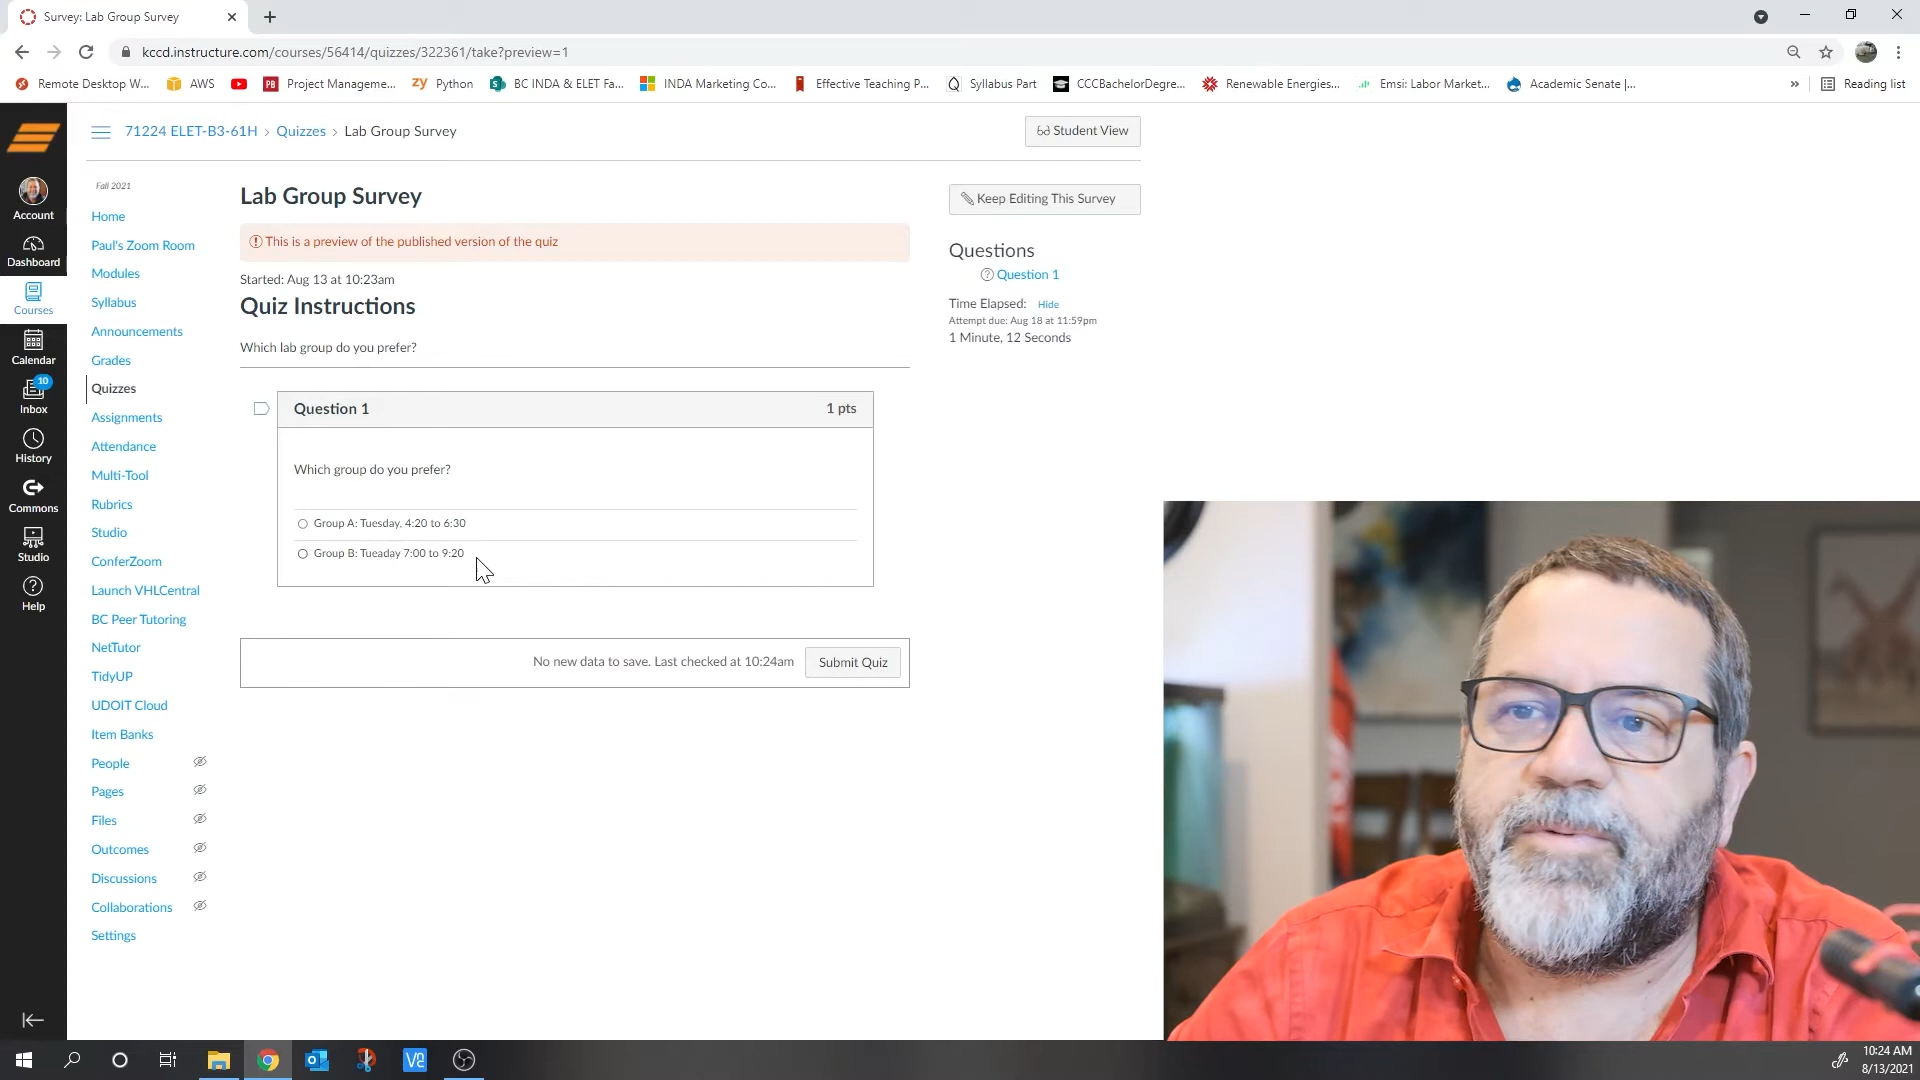 Survey: Lab Group Survey
kccd.instructure.com/courses/56414/quizzes/322361/take?preview=1
Remote Desktop W... AWS PB Project Manageme... ZY Python BC INDA & ELET Fa... INDA Marketing Co... Effective Teaching P... Syllabus Part CCCBachelorDegre... Renewable Energies... Emsi: Labor Market... Academic Senate |... » Reading list
71224 ELET-B3-61H › Quizzes › Lab Group Survey
Student View
Account
Dashboard
Courses
Calendar
10
Inbox
History
Commons
Studio
Help
Fall 2021
Home
Paul's Zoom Room
Modules
Syllabus
Announcements
Grades
Quizzes
Assignments
Attendance
Multi-Tool
Rubrics
Studio
ConferZoom
Launch VHLCentral
BC Peer Tutoring
NetTutor
TidyUP
UDOIT Cloud
Item Banks
People
Pages
Files
Outcomes
Discussions
Collaborations
Settings
Lab Group Survey
This is a preview of the published version of the quiz
Started: Aug 13 at 10:23am
Quiz Instructions
Which lab group do you prefer?
Question 1 1 pts
Which group do you prefer?
Group A: Tuesday, 4:20 to 6:30
Group B: Tueaday 7:00 to 9:20
No new data to save. Last checked at 10:24am Submit Quiz
Keep Editing This Survey
Questions
Question 1
Time Elapsed: Hide
Attempt due: Aug 18 at 11:59pm
1 Minute, 12 Seconds
10:24 AM
8/13/2021